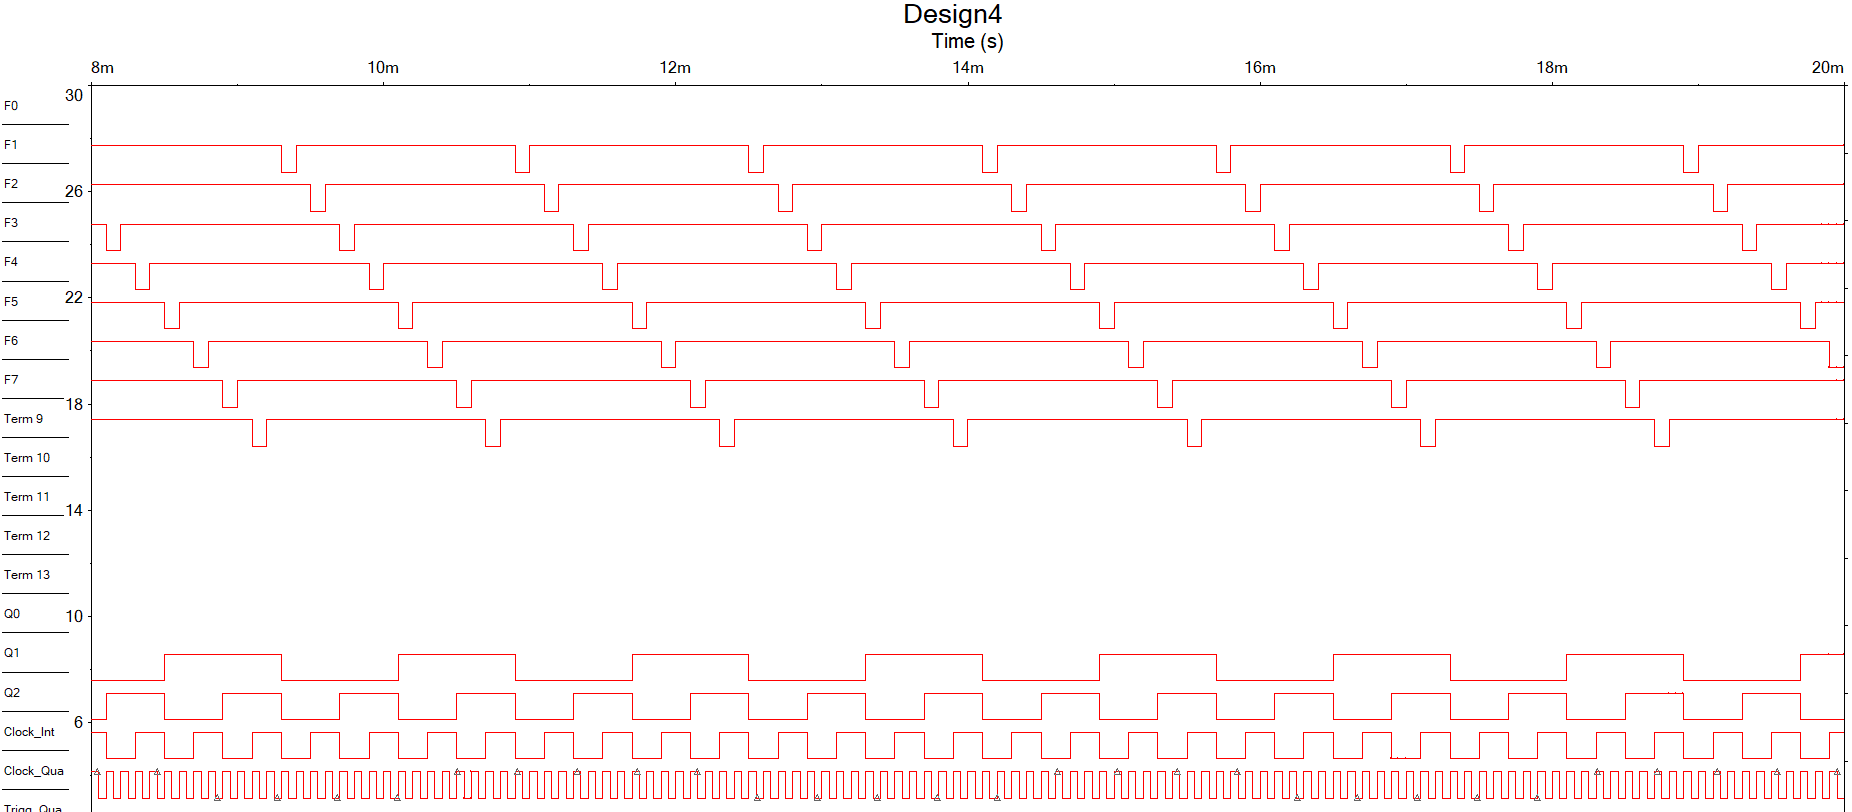 Design4
Time (s)
8m 10m 12m 14m 16m 18m 20m
30
F0
F1
F2
26
F3
F4
F5
22
F6
F7
18
Term 9
Term 10
Term 11
14
Term 12
Term 13
Q0
10
Q1
Q2
6
Clock_Int
Clock_Qua
Trigg_Qua